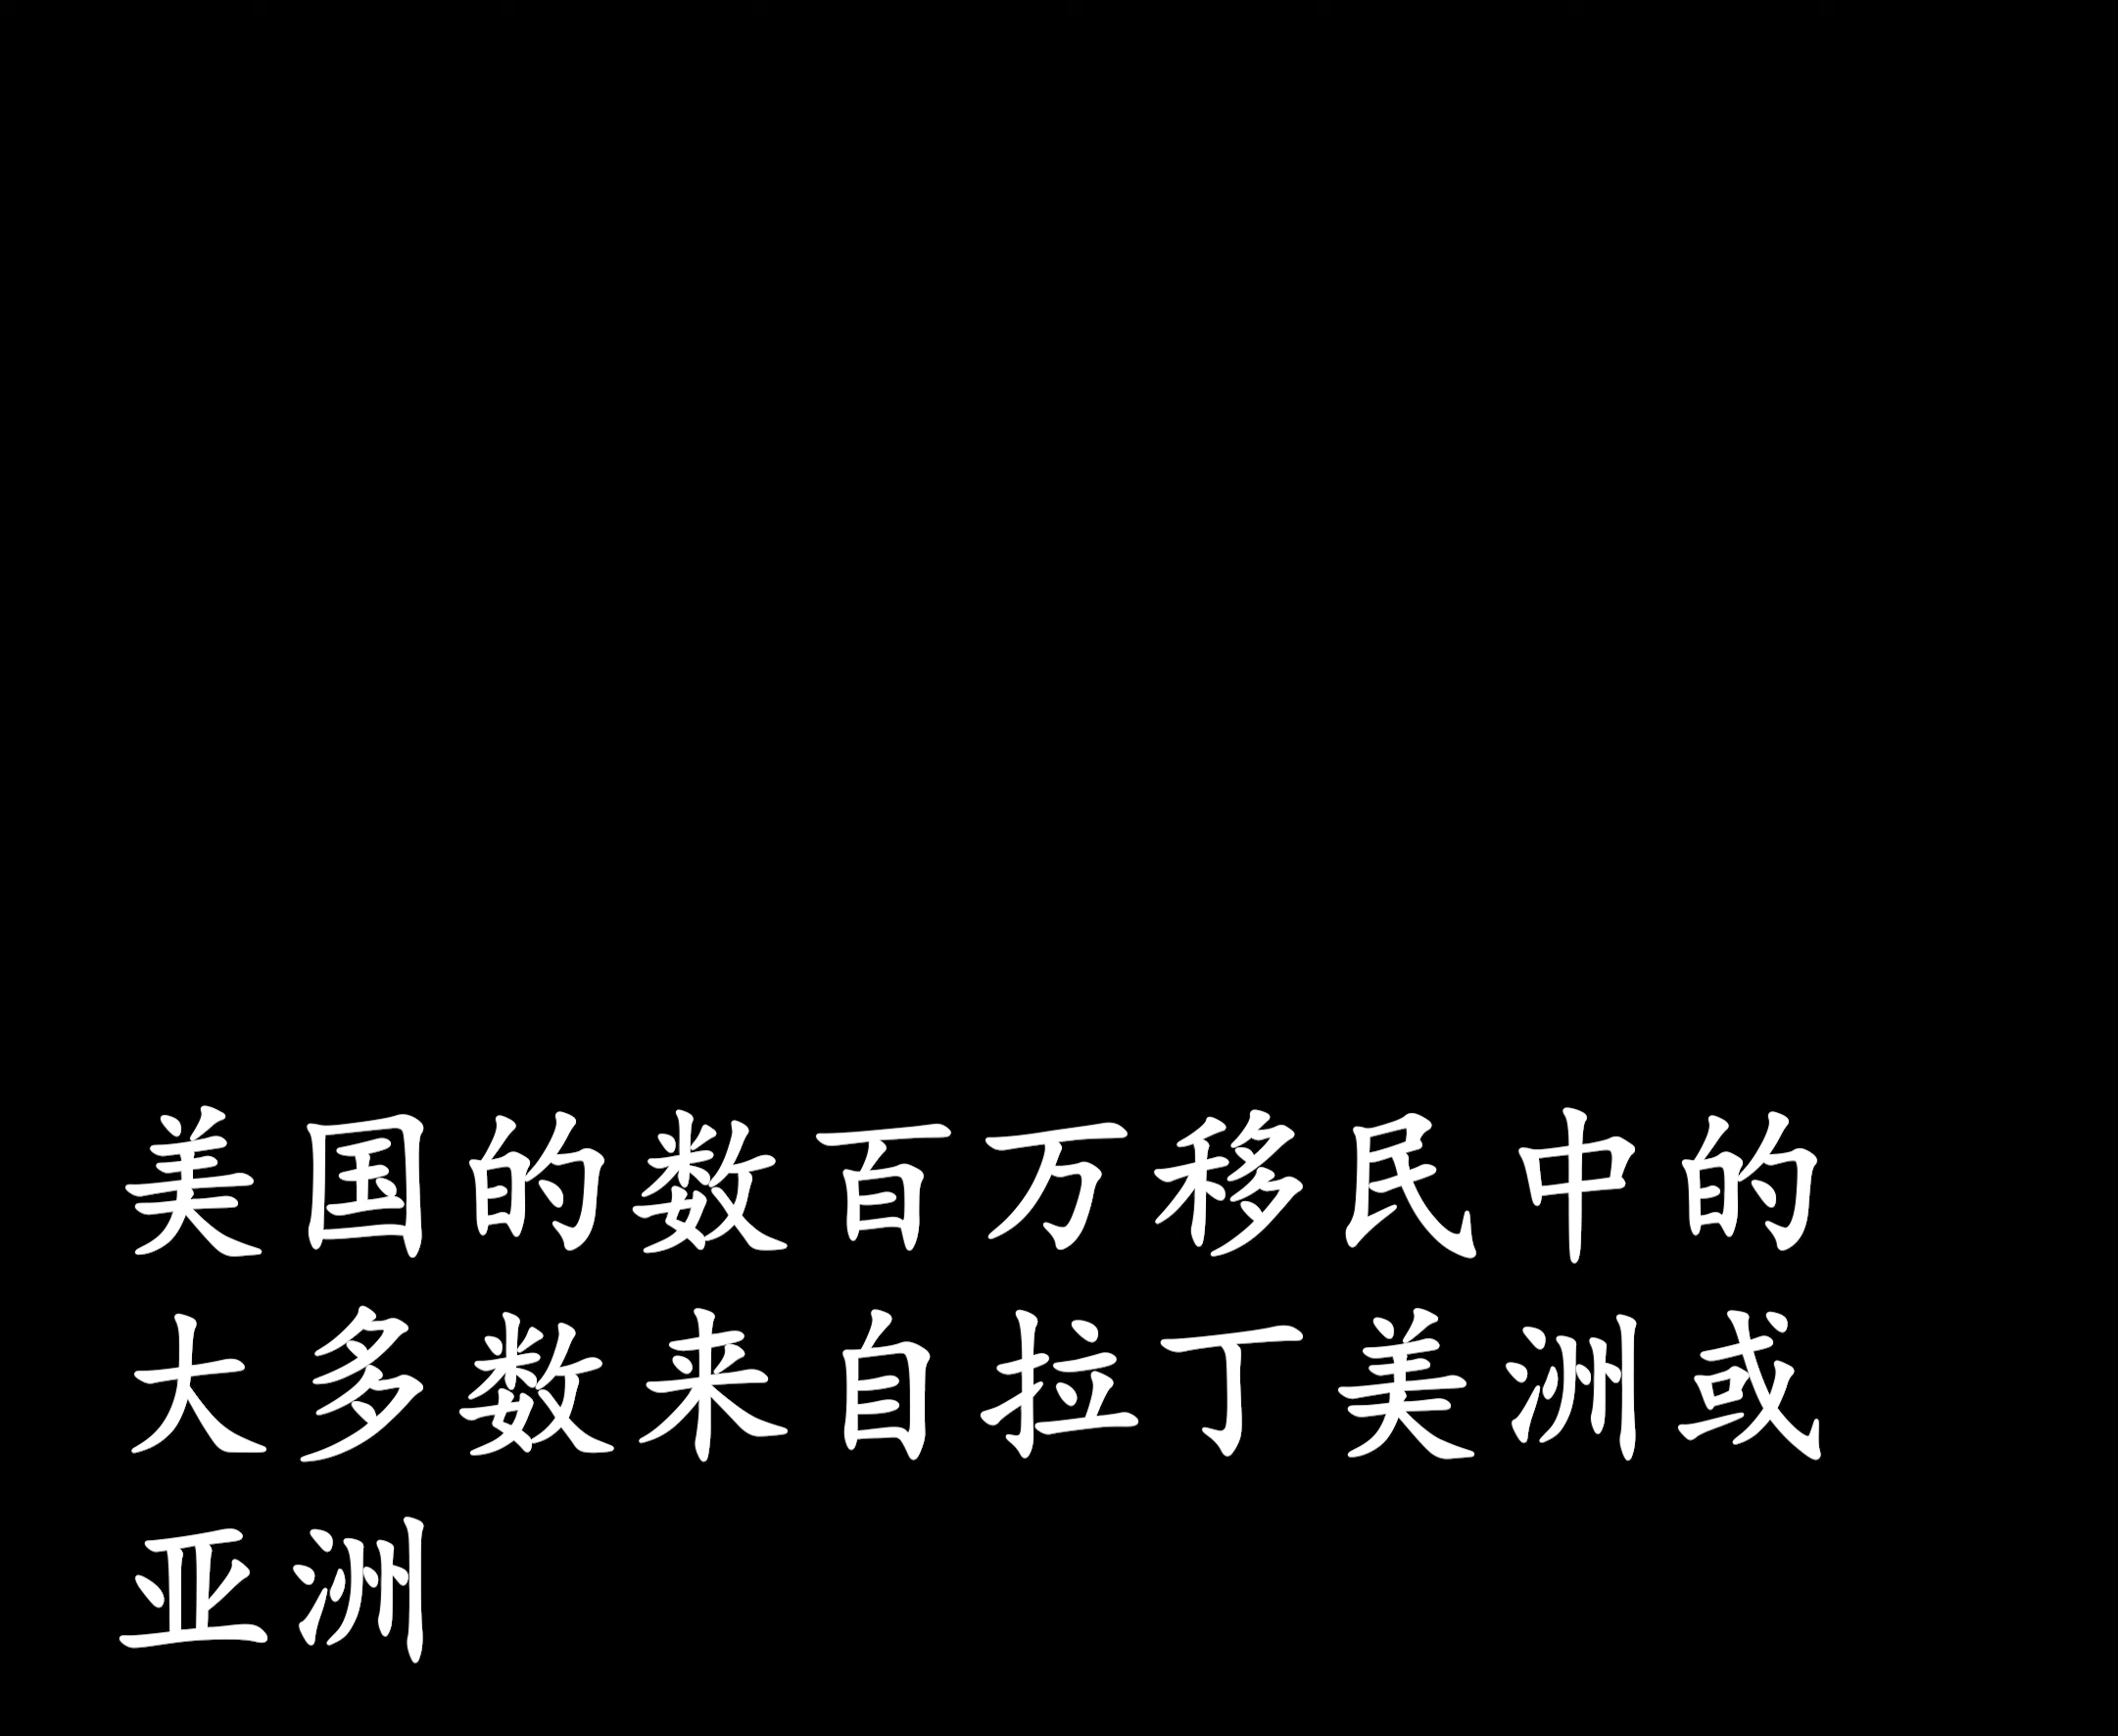 美国的数百万移民中的
大多数来自拉丁美洲或
亚洲